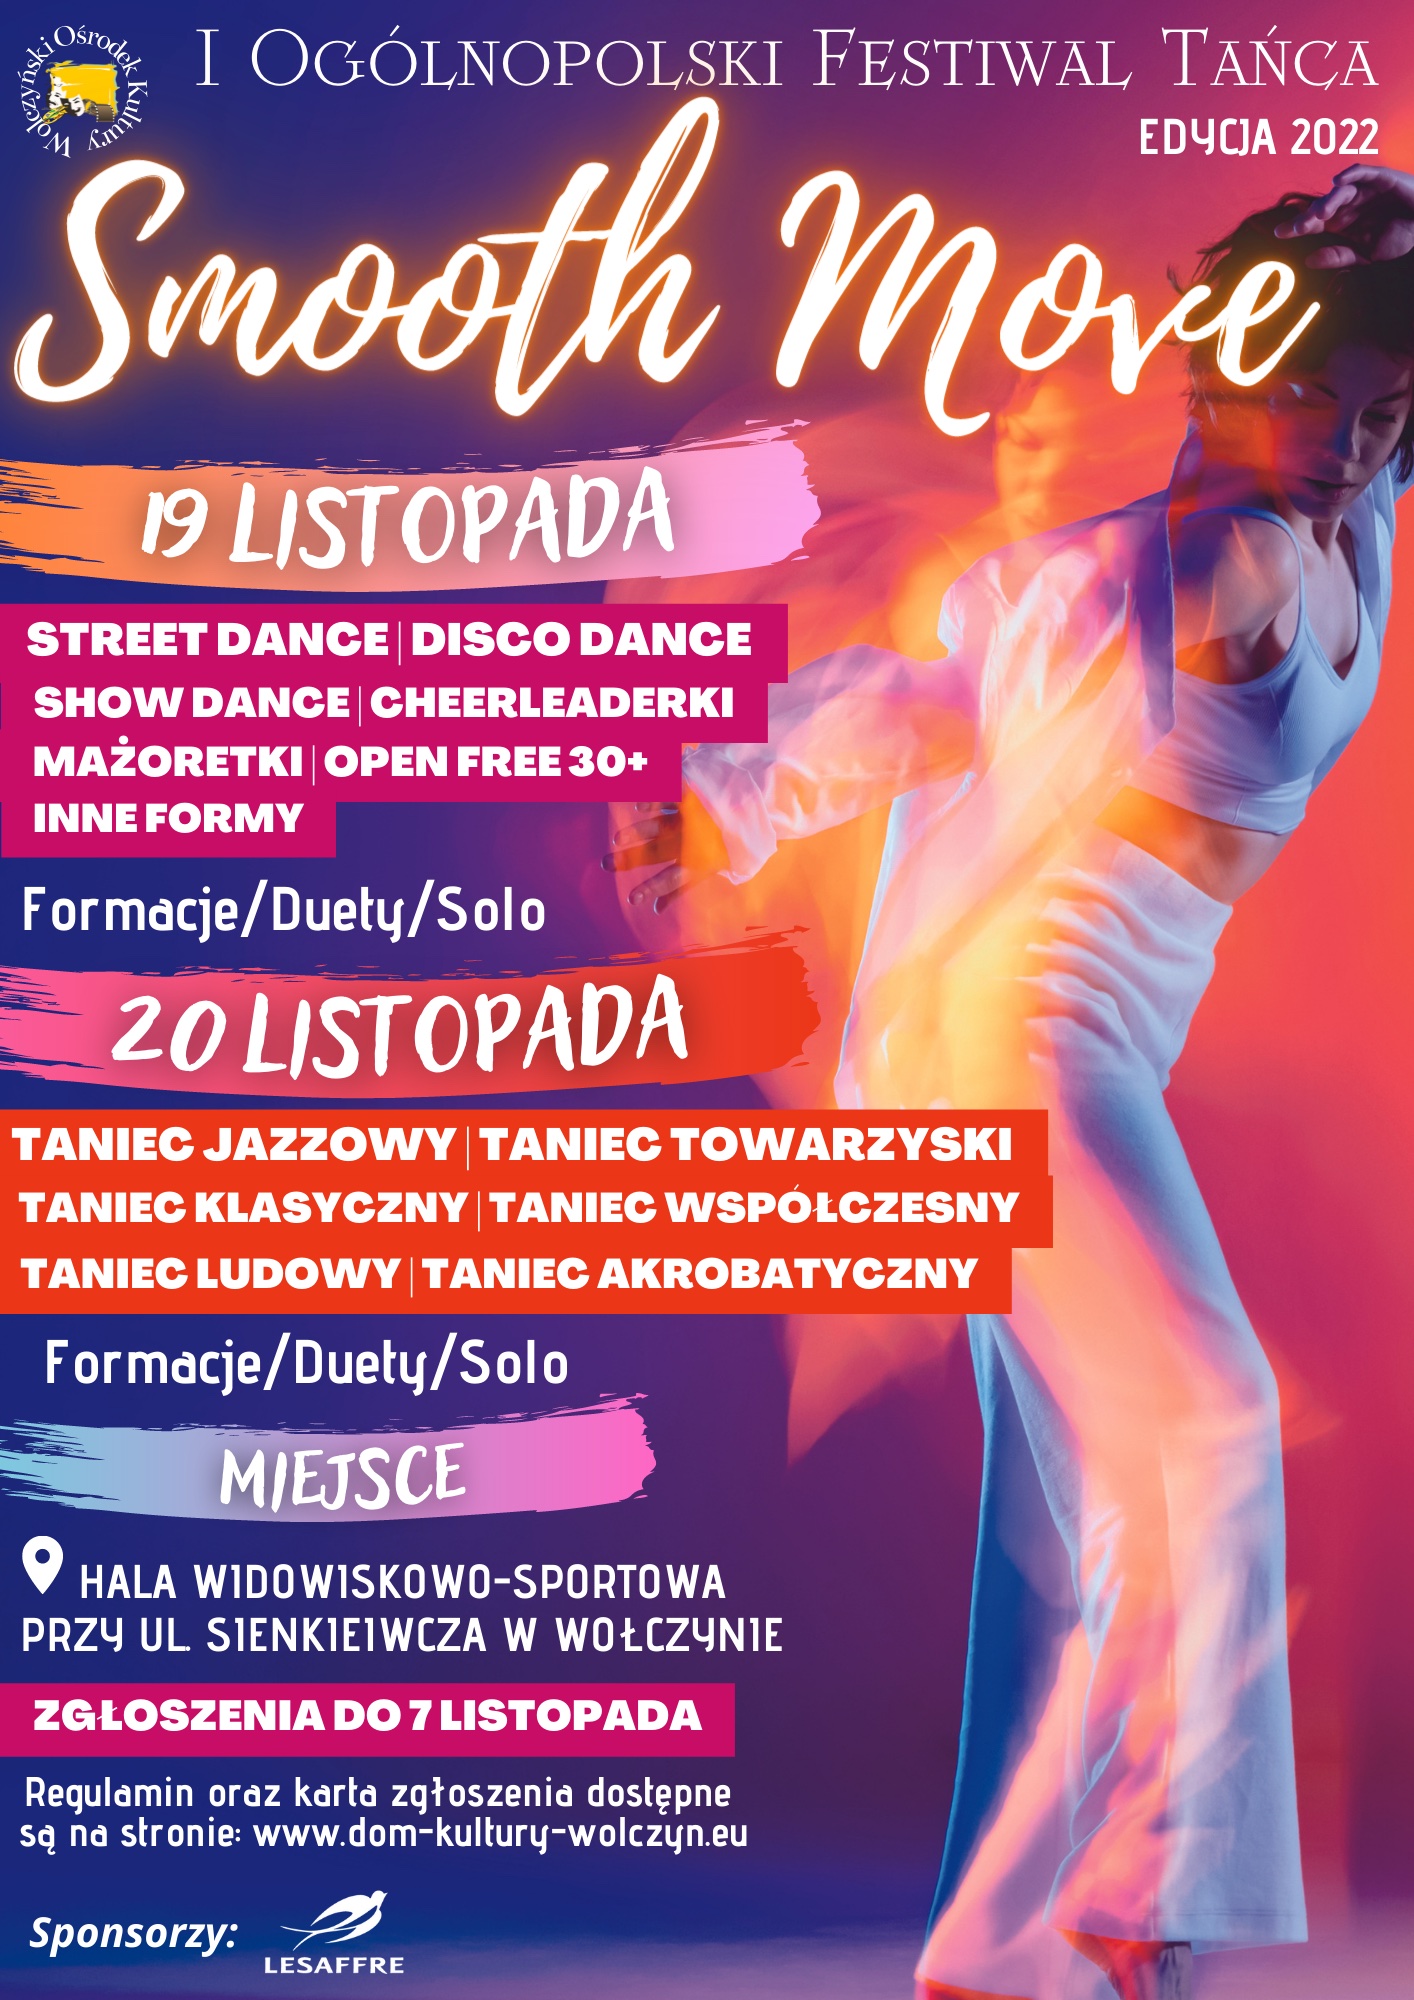 Wołczyński Ośrodek Kultury
I OGÓLNOPOLSKI FESTIWAL TAŃCA
EDYCJA 2022
Smooth Move
19 LISTOPADA
STREET DANCE | DISCO DANCE
SHOW DANCE | CHEERLEADERKI
MAŻORETKI | OPEN FREE 30+
INNE FORMY
Formacje/Duety/Solo
20 LISTOPADA
TANIEC JAZZOWY | TANIEC TOWARZYSKI
TANIEC KLASYCZNY | TANIEC WSPÓŁCZESNY
TANIEC LUDOWY | TANIEC AKROBATYCZNY
Formacje/Duety/Solo
MIEJSCE
HALA WIDOWISKOWO-SPORTOWA
PRZY UL. SIENKIEIWCZA W WOŁCZYNIE
ZGŁOSZENIA DO 7 LISTOPADA
Regulamin oraz karta zgłoszenia dostępne
są na stronie: www.dom-kultury-wolczyn.eu
Sponsorzy:
LESAFFRE